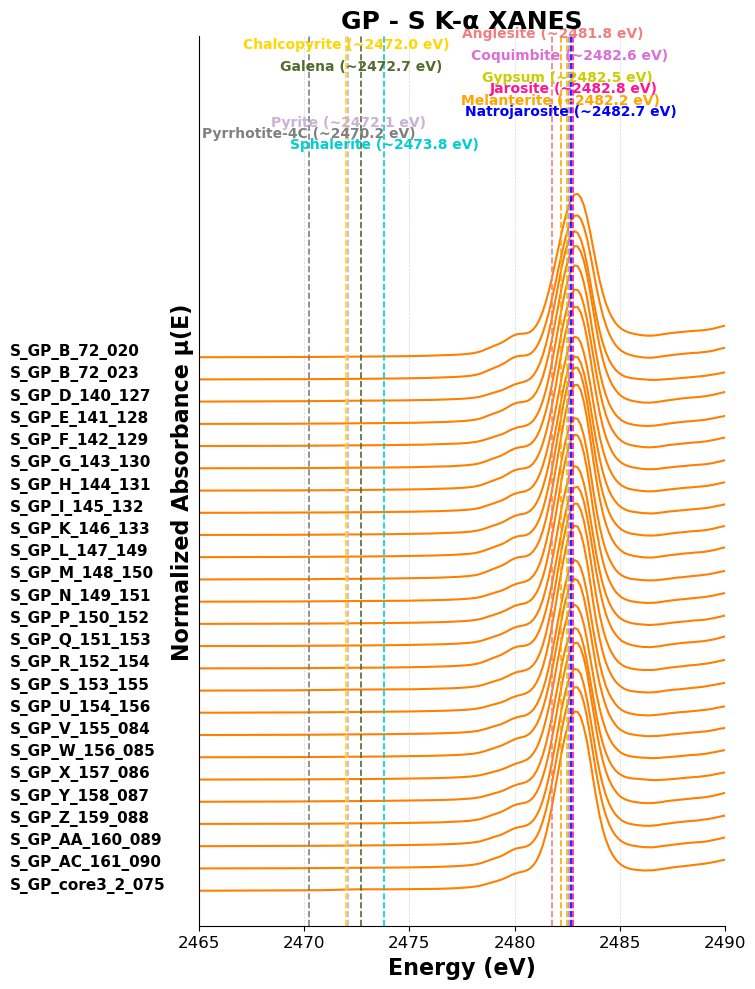 GP - S K-α XANES
Anglesite (~2481.8 eV)
Chalcopyrite (~2472.0 eV)
Coquimbite (~2482.6 eV)
Galena (~2472.7 eV)
Gypsum (~2482.5 eV)
Jarosite (~2482.8 eV)
Melanterite (~2482.2 eV)
Natrojarosite (~2482.7 eV)
Pyrite (~2472.1 eV)
Pyrrhotite-4C (~2470.2 eV)
Sphalerite (~2473.8 eV)
Normalized Absorbance μ(E)
S_GP_B_72_020
S_GP_B_72_023
S_GP_D_140_127
S_GP_E_141_128
S_GP_F_142_129
S_GP_G_143_130
S_GP_H_144_131
S_GP_I_145_132
S_GP_K_146_133
S_GP_L_147_149
S_GP_M_148_150
S_GP_N_149_151
S_GP_P_150_152
S_GP_Q_151_153
S_GP_R_152_154
S_GP_S_153_155
S_GP_U_154_156
S_GP_V_155_084
S_GP_W_156_085
S_GP_X_157_086
S_GP_Y_158_087
S_GP_Z_159_088
S_GP_AA_160_089
S_GP_AC_161_090
S_GP_core3_2_075
2465 2470 2475 2480 2485 2490
Energy (eV)